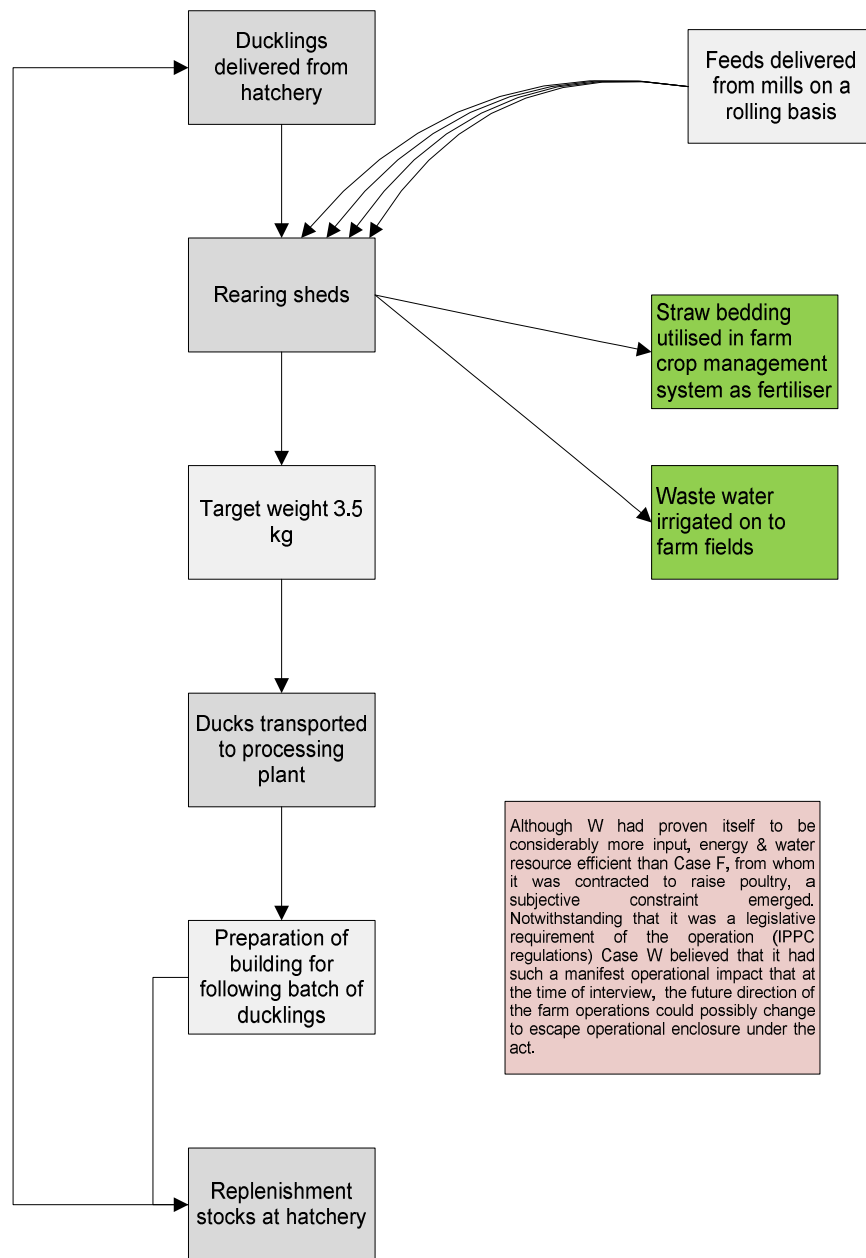 Ducklings
delivered from
hatchery
Feeds delivered
from mills on a
rolling basis
Rearing sheds
Straw bedding
utilised in farm
crop management
system as fertiliser
Target weight 3.5
kg
Waste water
irrigated on to
farm fields
Ducks transported
to processing
plant
Although W had proven itself to be
considerably more input, energy & water
resource efficient than Case F, from whom
it was contracted to raise poultry, a
subjective constraint emerged.
Notwithstanding that it was a legislative
requirement of the operation (IPPC
regulations) Case W believed that it had
such a manifest operational impact that at
the time of interview, the future direction of
the farm operations could possibly change
to escape operational enclosure under the
act.
Preparation of
building for
following batch of
ducklings
Replenishment
stocks at hatchery